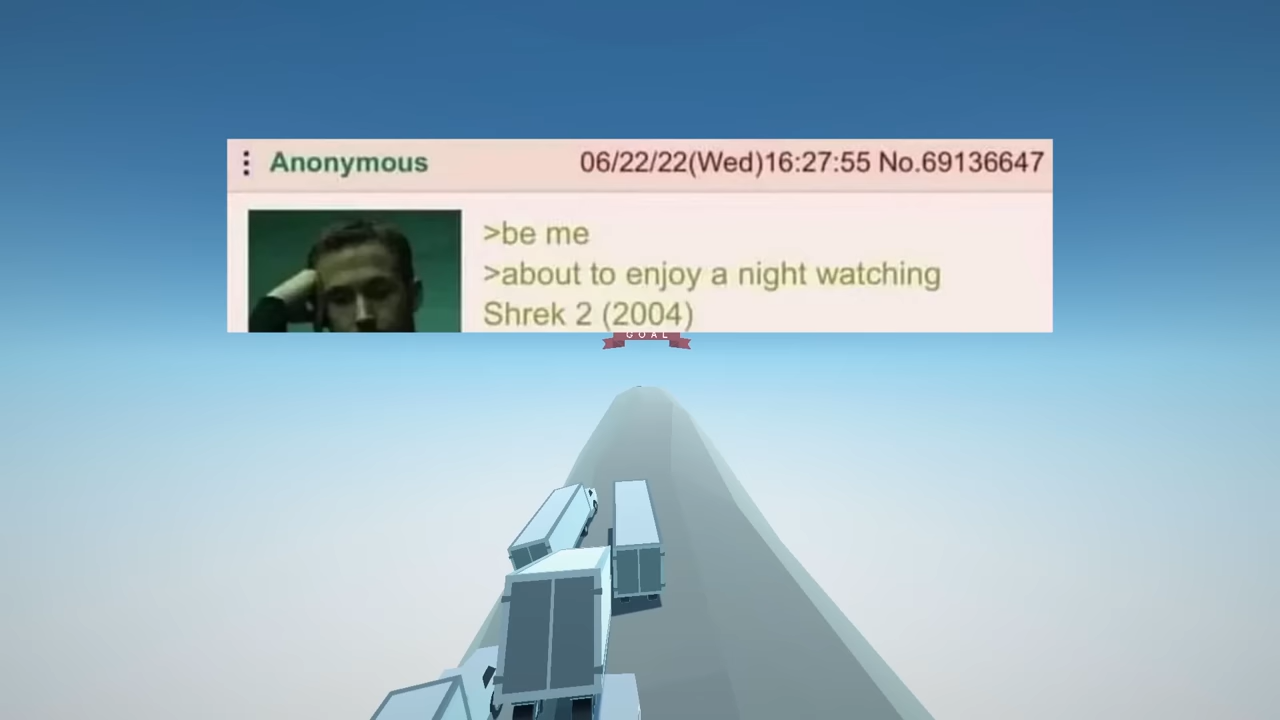 Anonymous 06/22/22(Wed)16:27:55 No.69136647
>be me
>about to enjoy a night watching
Shrek 2 (2004)
GOAL